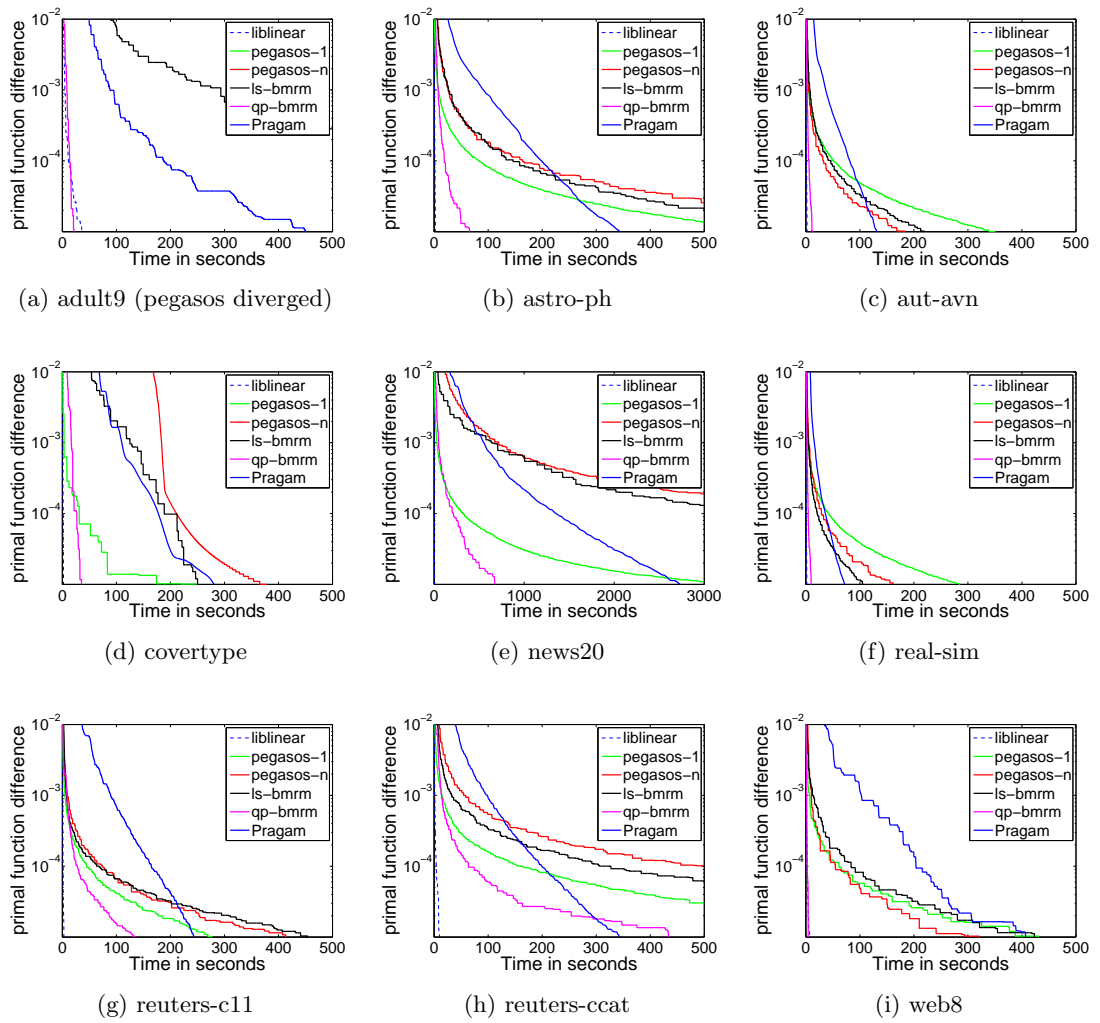 10^-2
10^-3
10^-4
primal function difference
0 100 200 300 400 500
Time in seconds
liblinear
pegasos-1
pegasos-n
ls-bmrm
qp-bmrm
Pragam
(a) adult9 (pegasos diverged)
10^-2
10^-3
10^-4
primal function difference
0 100 200 300 400 500
Time in seconds
liblinear
pegasos-1
pegasos-n
ls-bmrm
qp-bmrm
Pragam
(b) astro-ph
10^-2
10^-3
10^-4
primal function difference
0 100 200 300 400 500
Time in seconds
liblinear
pegasos-1
pegasos-n
ls-bmrm
qp-bmrm
Pragam
(c) aut-avn
10^-2
10^-3
10^-4
primal function difference
0 100 200 300 400 500
Time in seconds
liblinear
pegasos-1
pegasos-n
ls-bmrm
qp-bmrm
Pragam
(d) covertype
10^-2
10^-3
10^-4
primal function difference
0 1000 2000 3000
Time in seconds
liblinear
pegasos-1
pegasos-n
ls-bmrm
qp-bmrm
Pragam
(e) news20
10^-2
10^-3
10^-4
primal function difference
0 100 200 300 400 500
Time in seconds
liblinear
pegasos-1
pegasos-n
ls-bmrm
qp-bmrm
Pragam
(f) real-sim
10^-2
10^-3
10^-4
primal function difference
0 100 200 300 400 500
Time in seconds
liblinear
pegasos-1
pegasos-n
ls-bmrm
qp-bmrm
Pragam
(g) reuters-c11
10^-2
10^-3
10^-4
primal function difference
0 100 200 300 400 500
Time in seconds
liblinear
pegasos-1
pegasos-n
ls-bmrm
qp-bmrm
Pragam
(h) reuters-ccat
10^-2
10^-3
10^-4
primal function difference
0 100 200 300 400 500
Time in seconds
liblinear
pegasos-1
pegasos-n
ls-bmrm
qp-bmrm
Pragam
(i) web8